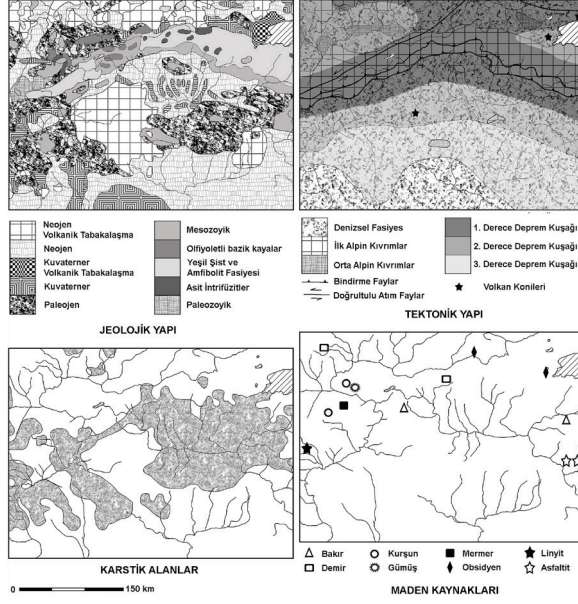 Neojen
Volkanik Tabakalaşma
Neojen
Kuvaterner
Volkanik Tabakalaşma
Kuvaterner
Paleojen
Mesozoyik
Olfiyoletli bazik kayalar
Yeşil Şist ve
Amfibolit Fasiyesi
Asit İntrifüzitler
Paleozoyik
JEOLOJİK YAPI
Denizsel Fasiyes
İlk Alpin Kıvrımlar
Orta Alpin Kıvrımlar
Bindirme Faylar
Doğrultulu Atım Faylar
1. Derece Deprem Kuşağı
2. Derece Deprem Kuşağı
3. Derece Deprem Kuşağı
Volkan Konileri
TEKTONİK YAPI
KARSTİK ALANLAR
0 150 km
Bakır
Kurşun
Mermer
Linyit
Demir
Gümüş
Obsidyen
Asfaltit
MADEN KAYNAKLARI